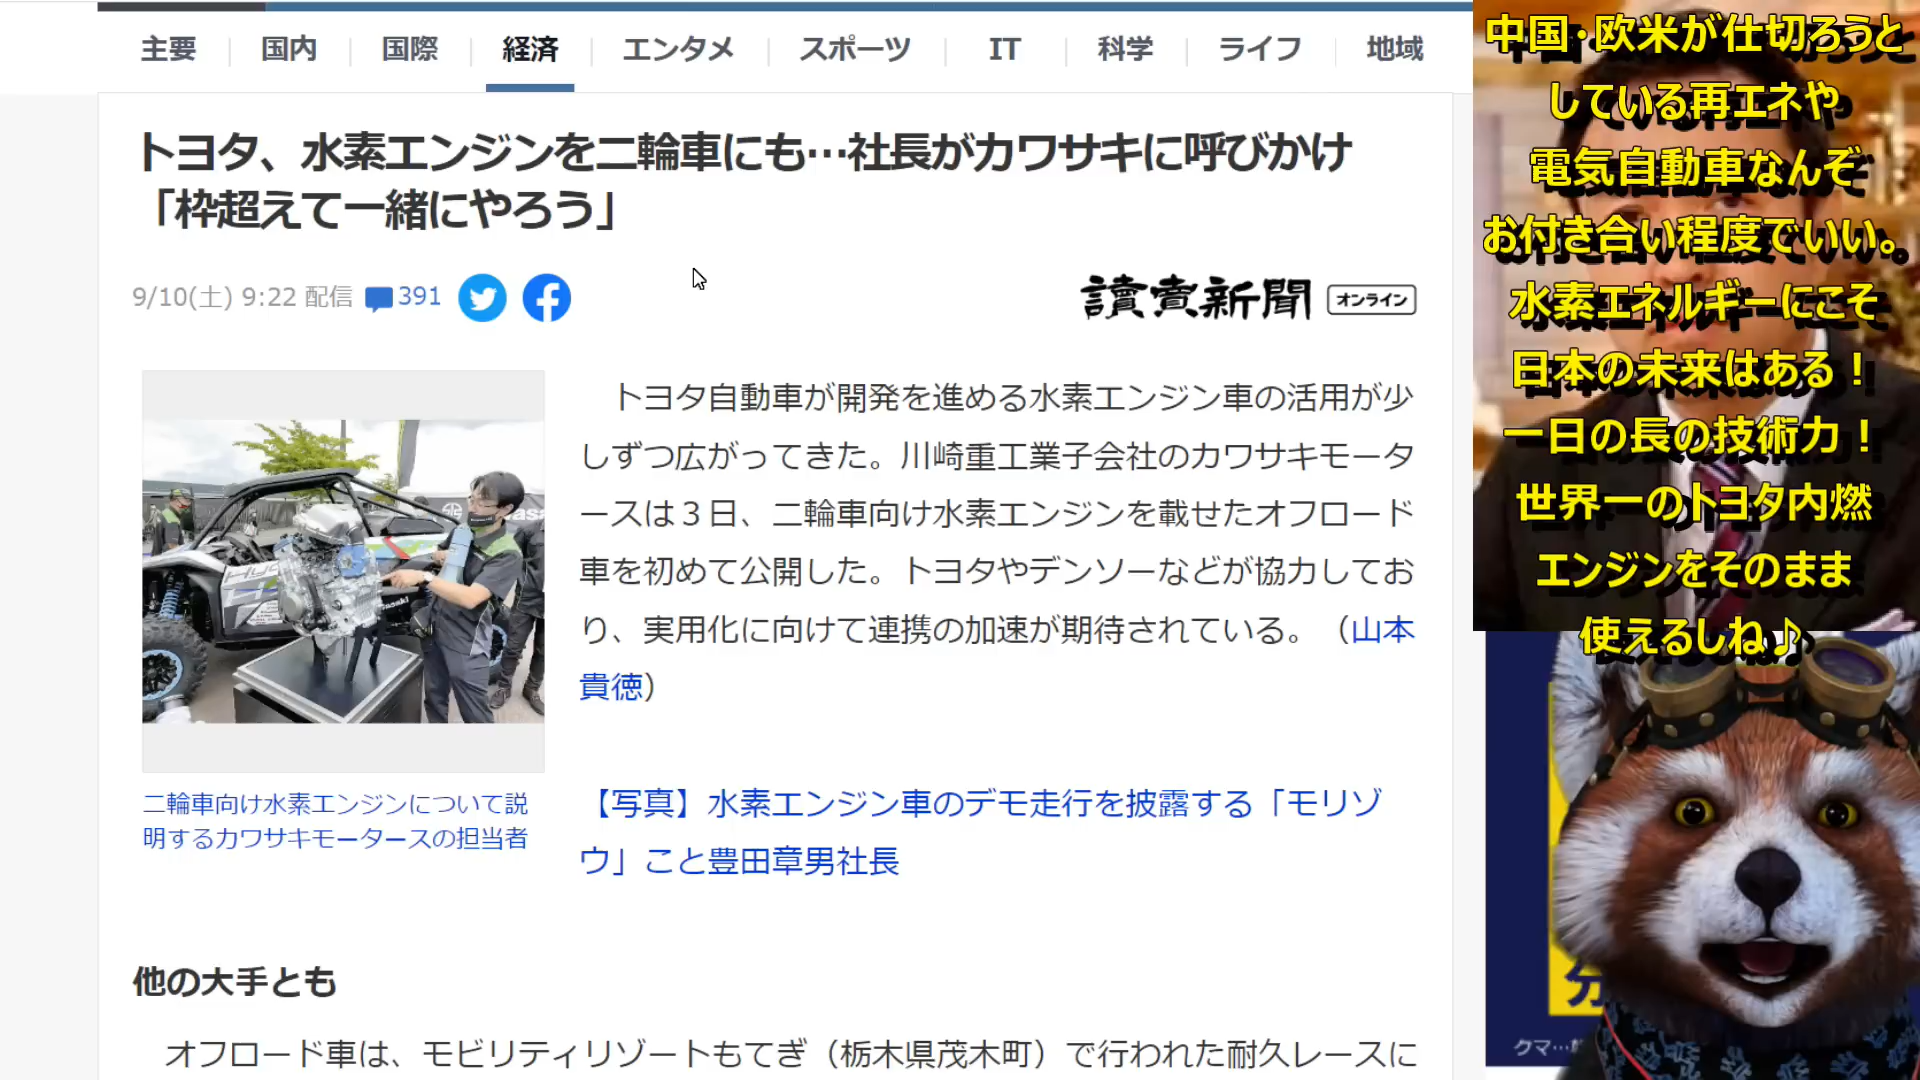 主要
国内
国際
経済
エンタメ
スポーツ
IT
科学
ライフ
地域
トヨタ、水素エンジンを二輪車にも…社長がカワサキに呼びかけ
「枠超えて一緒にやろう」
9/10(土) 9:22 配信
391
讀賣新聞
オンライン
トヨタ自動車が開発を進める水素エンジン車の活用が少
しずつ広がってきた。川崎重工業子会社のカワサキモータ
ースは３日、二輪車向け水素エンジンを載せたオフロード
車を初めて公開した。トヨタやデンソーなどが協力してお
り、実用化に向けて連携の加速が期待されている。（山本
貴徳）
二輪車向け水素エンジンについて説
明するカワサキモータースの担当者
【写真】水素エンジン車のデモ走行を披露する「モリゾ
ウ」こと豊田章男社長
他の大手とも
オフロード車は、モビリティリゾートもてぎ（栃木県茂木町）で行われた耐久レースに
中国・欧米が仕切ろうと
している再エネや
電気自動車なんぞ
お付き合い程度でいい。
水素エネルギーにこそ
日本の未来はある！
一日の長の技術力！
世界一のトヨタ内燃
エンジンをそのまま
使えるしね♪